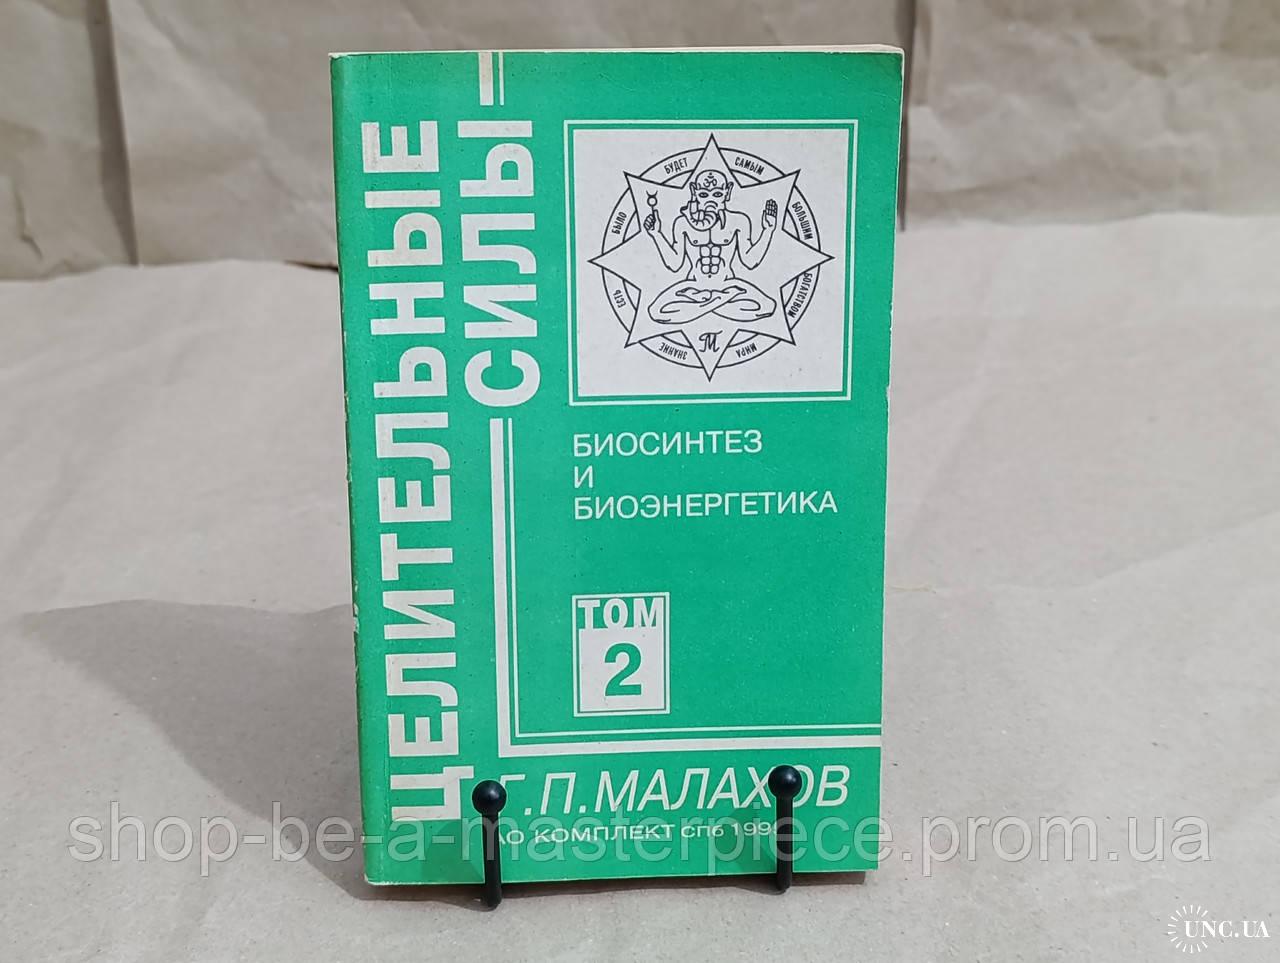 ЦЕЛИТЕЛЬНЫЕ
СИЛЫ
БЫЛО БУДЕТ САМЫМ БОЛЬШИМ БОГАТСТВОМ МИРА ЗНАНИЕ ЕСТЬ
М
БИОСИНТЕЗ
И
БИОЭНЕРГЕТИКА
ТОМ
2
Г.П.МАЛАХОВ
АО КОМПЛЕКТ СПб
shop-be-a-masterpiece.prom.ua
UNC.UA